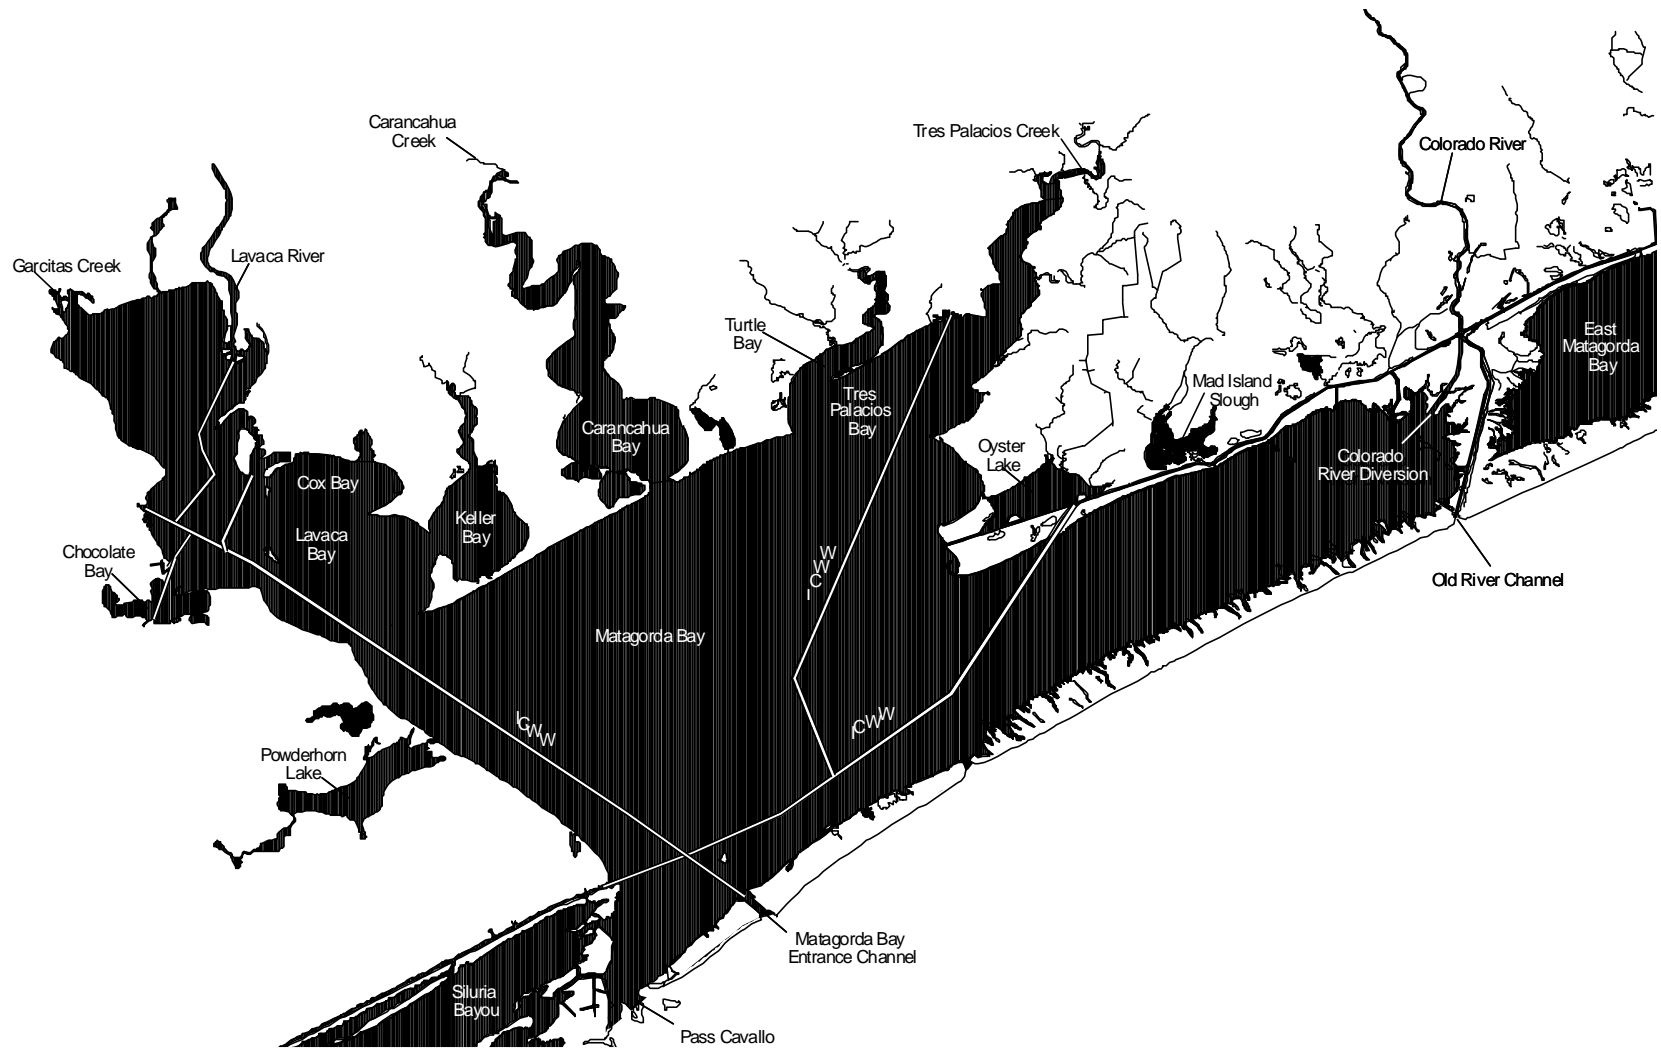 Carancahua
Creek
Tres Palacios Creek
Colorado River
Lavaca River
Garcitas Creek
Turtle
Bay
East
Matagorda
Bay
Tres
Palacios
Bay
Mad Island
Slough
Carancahua
Bay
Oyster
Lake
Colorado
River Diversion
Cox Bay
Keller
Bay
Lavaca
Bay
Chocolate
Bay
ICWW
Old River Channel
Matagorda Bay
IGWW
ICWW
Powderhorn
Lake
Matagorda Bay
Entrance Channel
Siluria
Bayou
Pass Cavallo